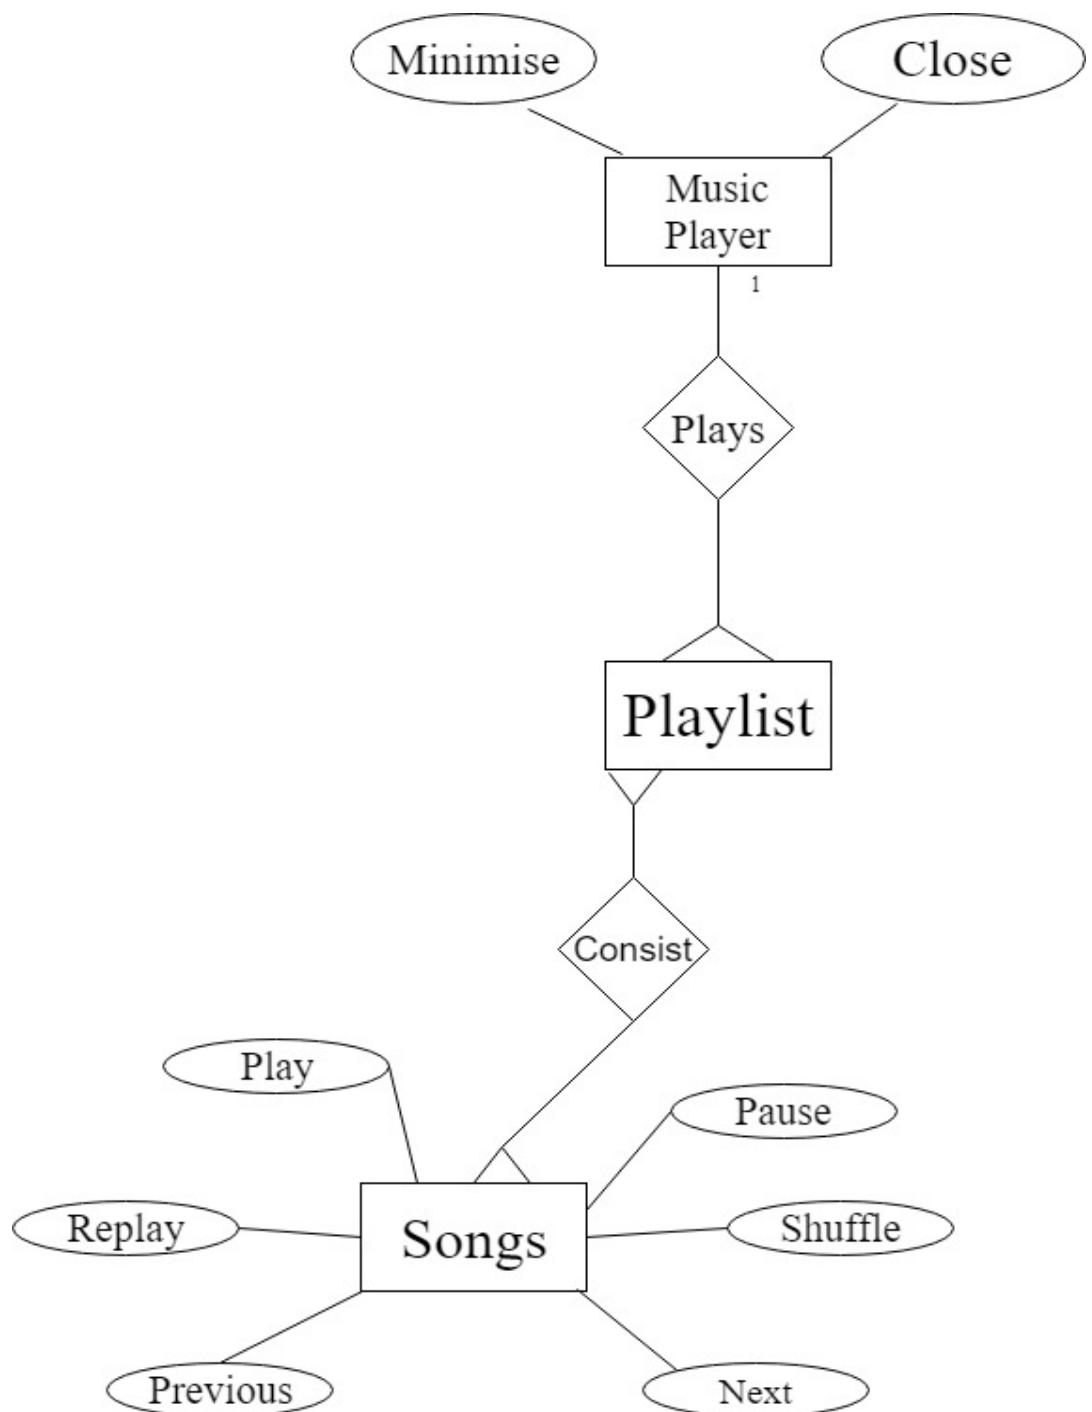 Minimise
Close
Music
Player
1
Plays
Playlist
Consist
Play
Pause
Replay
Songs
Shuffle
Previous
Next